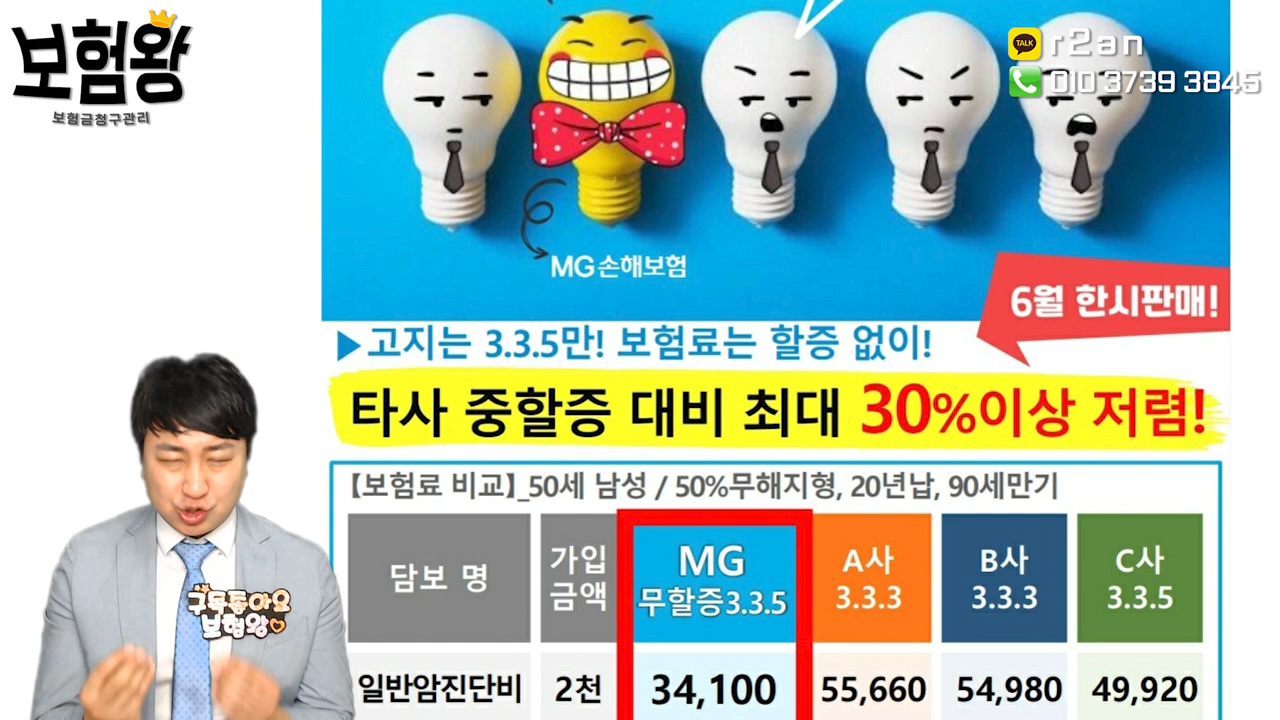 보험왕
보험금청구관리
TALK r2an
010 3739 3845
MG손해보험
6월 한시판매!
▶고지는 3.3.5만! 보험료는 할증 없이!
타사 중할증 대비 최대 30%이상 저렴!
【보험료 비교】_50세 남성 / 50%무해지형, 20년납, 90세만기
담보 명 가입금액 MG 무할증3.3.5 A사 3.3.3 B사 3.3.3 C사 3.3.5
일반암진단비 2천 34,100 55,660 54,980 49,920
구독좋아요
보험왕♡